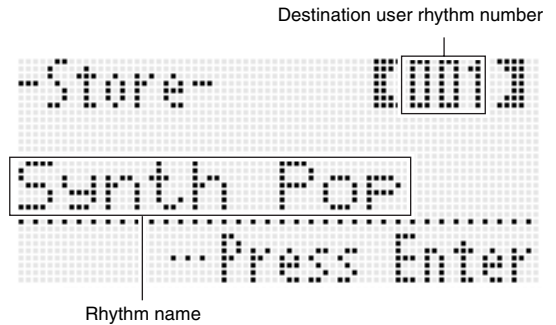 Destination user rhythm number
-Store- 【001】
Synth Pop
...Press Enter
Rhythm name